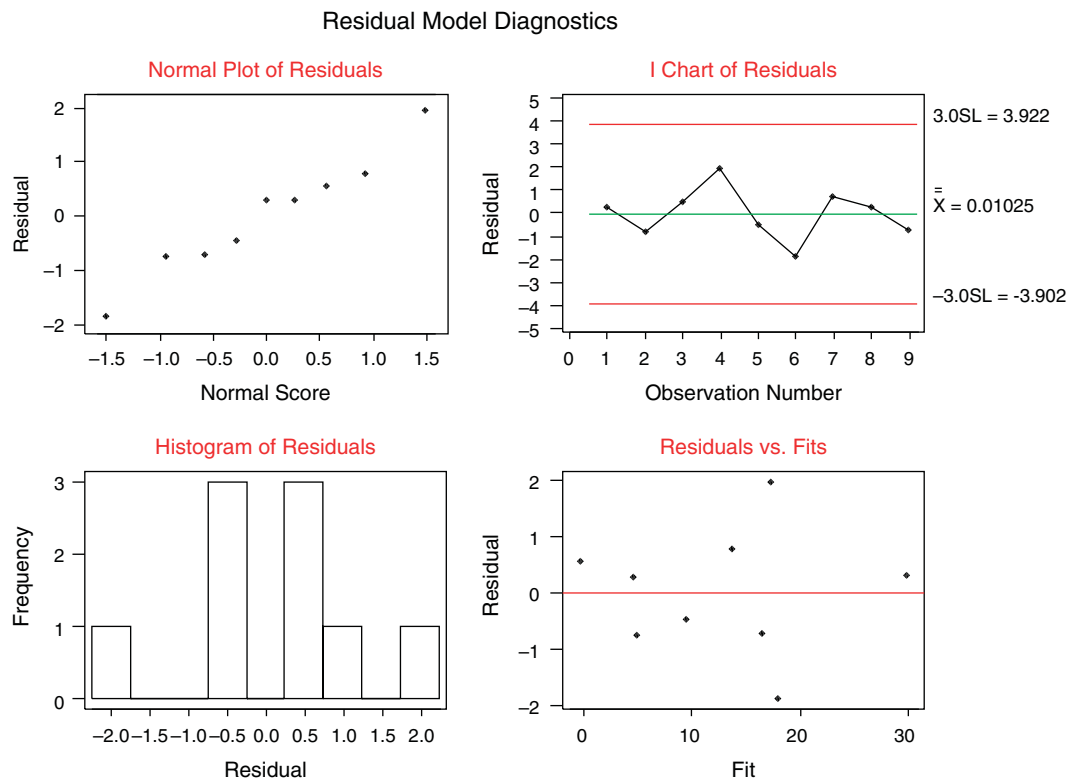 Residual Model Diagnostics
Normal Plot of Residuals
2
1
0
−1
−2
Residual
−1.5 −1.0 −0.5 0.0 0.5 1.0 1.5
Normal Score
I Chart of Residuals
5
4
3
2
1
0
−1
−2
−3
−4
−5
Residual
3.0SL = 3.922
X̿ = 0.01025
−3.0SL = -3.902
0 1 2 3 4 5 6 7 8 9
Observation Number
Histogram of Residuals
3
2
1
0
Frequency
−2.0 −1.5 −1.0 −0.5 0.0 0.5 1.0 1.5 2.0
Residual
Residuals vs. Fits
2
1
0
−1
−2
Residual
0 10 20 30
Fit